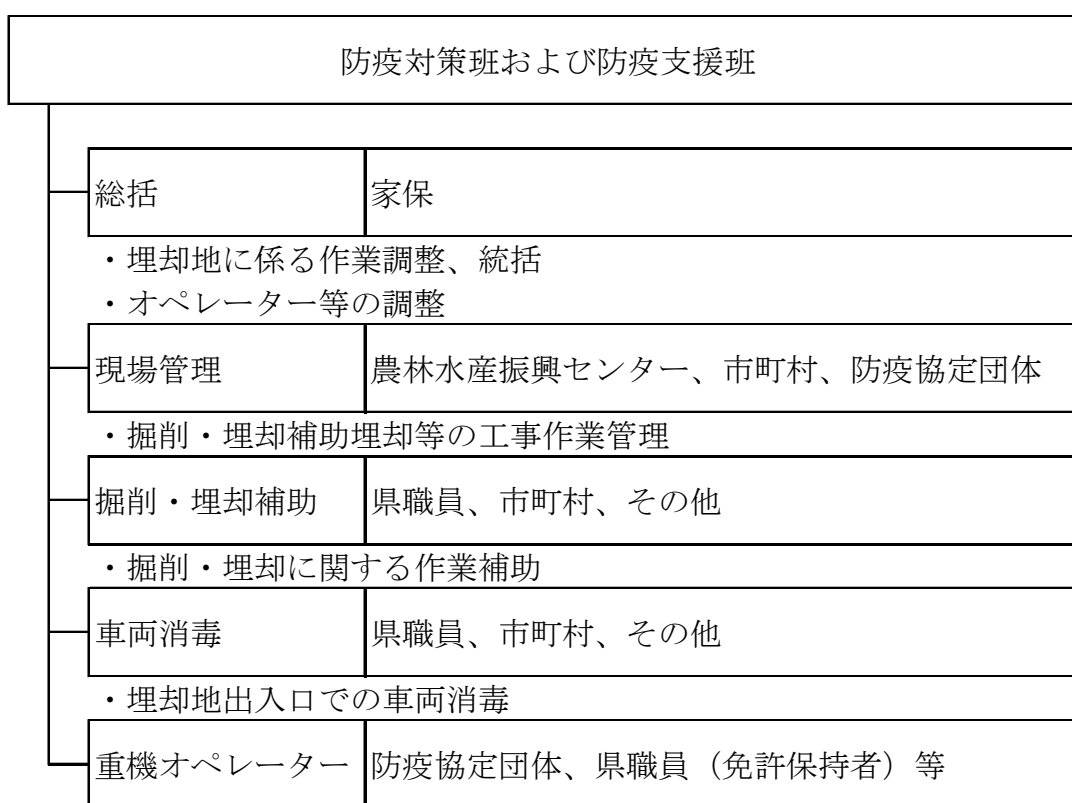 防疫対策班および防疫支援班
総括 家保
・埋却地に係る作業調整、統括
・オペレーター等の調整
現場管理 農林水産振興センター、市町村、防疫協定団体
・掘削・埋却補助埋却等の工事作業管理
掘削・埋却補助 県職員、市町村、その他
・掘削・埋却に関する作業補助
車両消毒 県職員、市町村、その他
・埋却地出入口での車両消毒
重機オペレーター 防疫協定団体、県職員（免許保持者）等